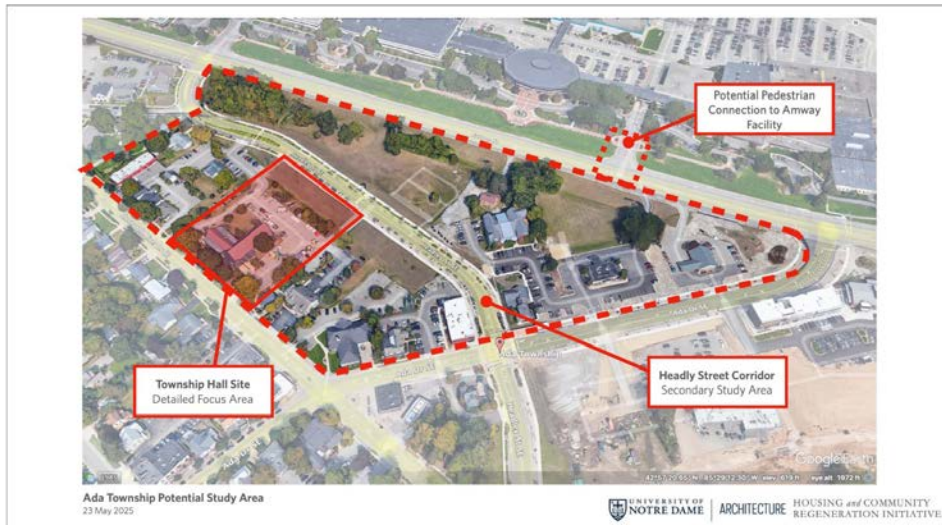 Potential Pedestrian
Connection to Amway
Facility
Ada Township
Township Hall Site
Detailed Focus Area
Headly Street Corridor
Secondary Study Area
Google Earth
Ada Township Potential Study Area
23 May 2025
UNIVERSITY OF
NOTRE DAME
ARCHITECTURE
HOUSING and COMMUNITY
REGENERATION INITIATIVE